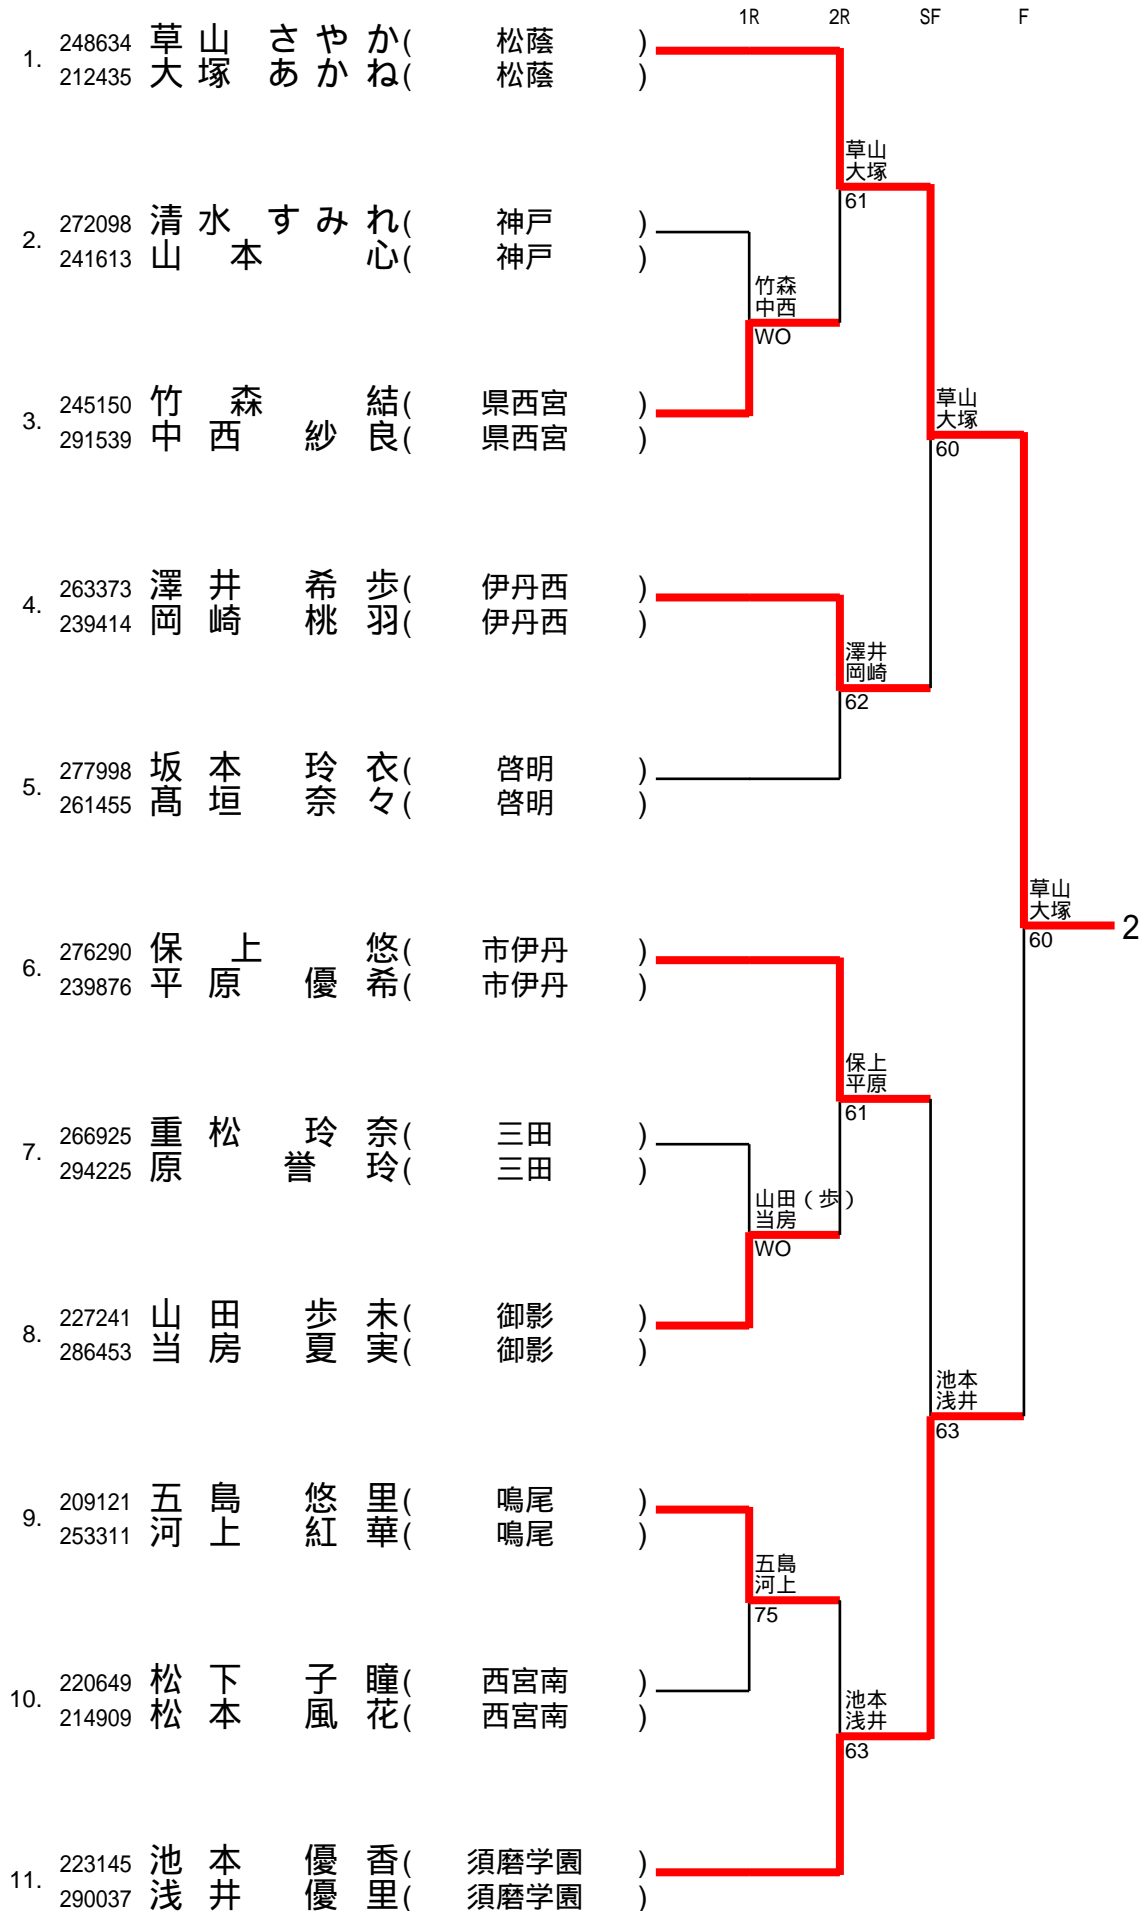 1R 2R SF F
1. 248634 草山 さやか( 松蔭 )
212435 大塚 あかね( 松蔭 )
草山
大塚
61
2. 272098 清水 すみれ( 神戸 )
241613 山本 心( 神戸 )
竹森
中西
WO
3. 245150 竹森 結( 県西宮 )
291539 中西 紗良( 県西宮 )
草山
大塚
60
4. 263373 澤井 希歩( 伊丹西 )
239414 岡崎 桃羽( 伊丹西 )
澤井
岡崎
62
5. 277998 坂本 玲衣( 啓明 )
261455 髙垣 奈々( 啓明 )
草山
大塚
60
2
6. 276290 保上 悠( 市伊丹 )
239876 平原 優希( 市伊丹 )
保上
平原
61
7. 266925 重松 玲奈( 三田 )
294225 原 誉玲( 三田 )
山田（歩）
当房
WO
8. 227241 山田 歩未( 御影 )
286453 当房 夏実( 御影 )
池本
浅井
63
9. 209121 五島 悠里( 鳴尾 )
253311 河上 紅華( 鳴尾 )
五島
河上
75
10. 220649 松下 子瞳( 西宮南 )
214909 松本 風花( 西宮南 )
池本
浅井
63
11. 223145 池本 優香( 須磨学園 )
290037 浅井 優里( 須磨学園 )